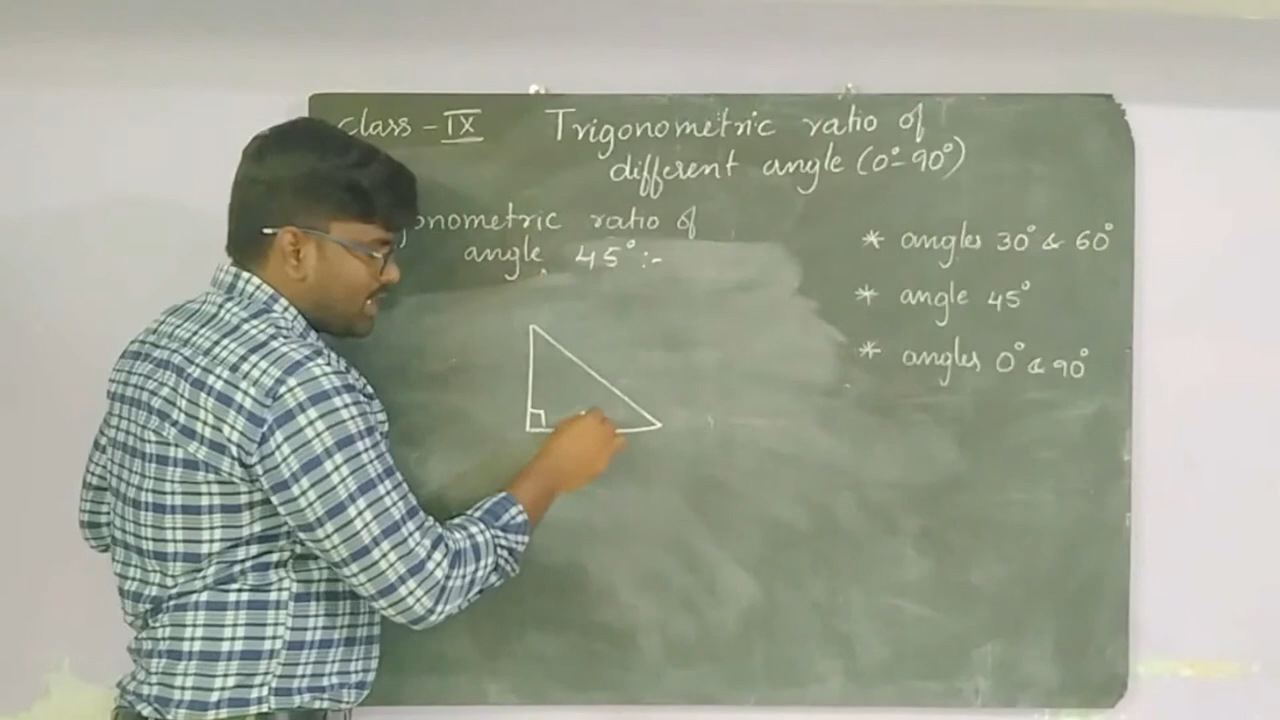 class - IX
Trigonometric ratio of
different angle (0°- 90°)
ratio of
angle 45° :-
* angles 30° & 60°
* angle 45°
* angles 0° & 90°